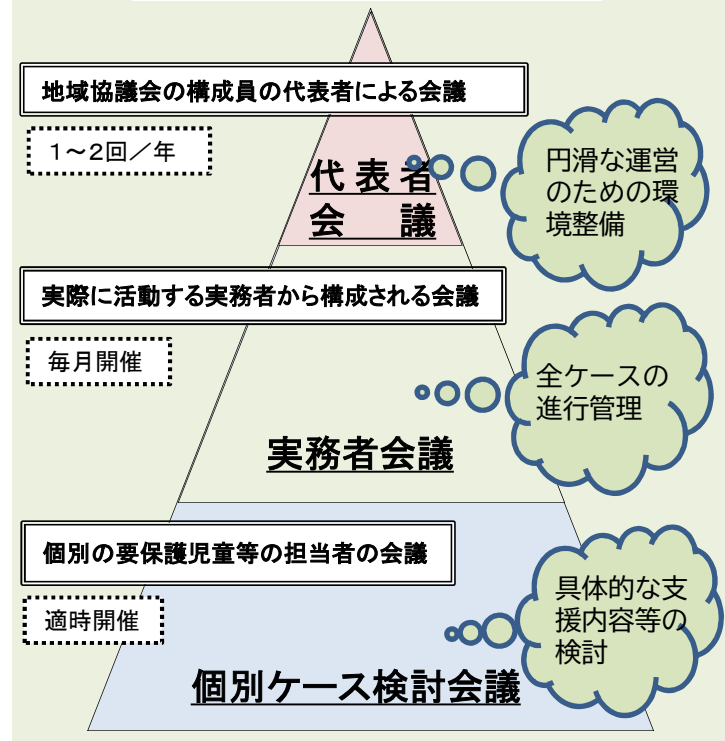 地域協議会の構成員の代表者による会議
1～2回／年
代表者
会　議
円滑な運営
のための環
境整備
実際に活動する実務者から構成される会議
毎月開催
全ケースの
進行管理
実務者会議
個別の要保護児童等の担当者の会議
適時開催
具体的な支
援内容等の
検討
個別ケース検討会議